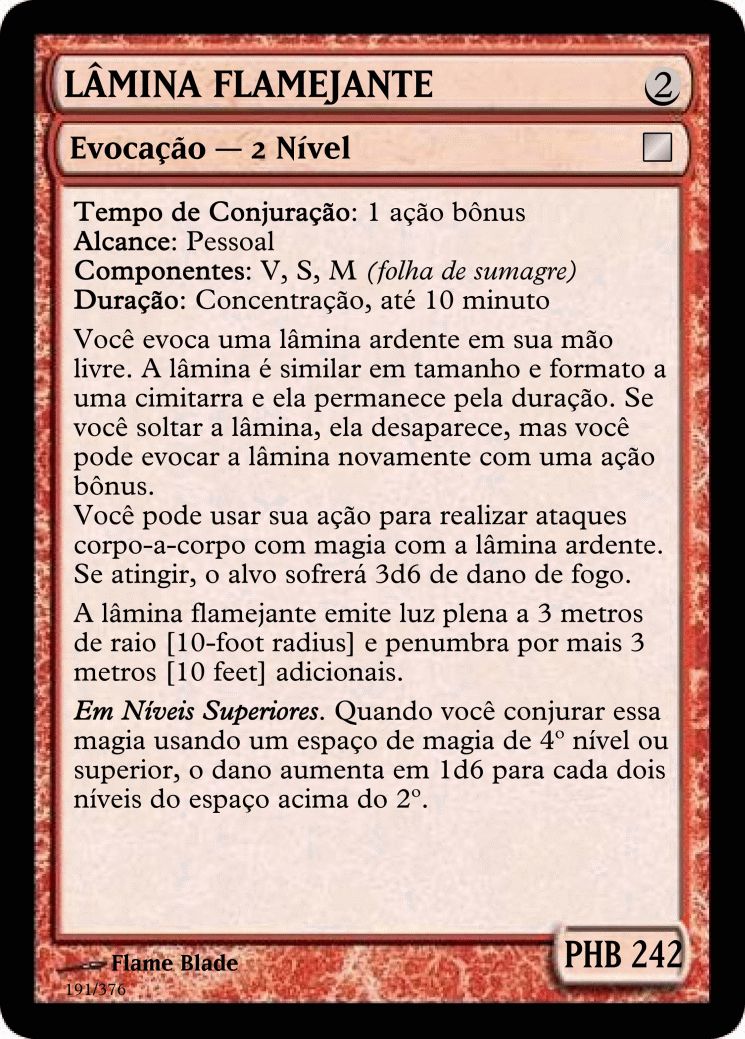 LÂMINA FLAMEJANTE
2
Evocação — 2 Nível
Tempo de Conjuração: 1 ação bônus
Alcance: Pessoal
Componentes: V, S, M (folha de sumagre)
Duração: Concentração, até 10 minuto
Você evoca uma lâmina ardente em sua mão
livre. A lâmina é similar em tamanho e formato a
uma cimitarra e ela permanece pela duração. Se
você soltar a lâmina, ela desaparece, mas você
pode evocar a lâmina novamente com uma ação
bônus.
Você pode usar sua ação para realizar ataques
corpo-a-corpo com magia com a lâmina ardente.
Se atingir, o alvo sofrerá 3d6 de dano de fogo.
A lâmina flamejante emite luz plena a 3 metros
de raio [10-foot radius] e penumbra por mais 3
metros [10 feet] adicionais.
Em Níveis Superiores. Quando você conjurar essa
magia usando um espaço de magia de 4º nível ou
superior, o dano aumenta em 1d6 para cada dois
níveis do espaço acima do 2º.
Flame Blade
PHB 242
191/376